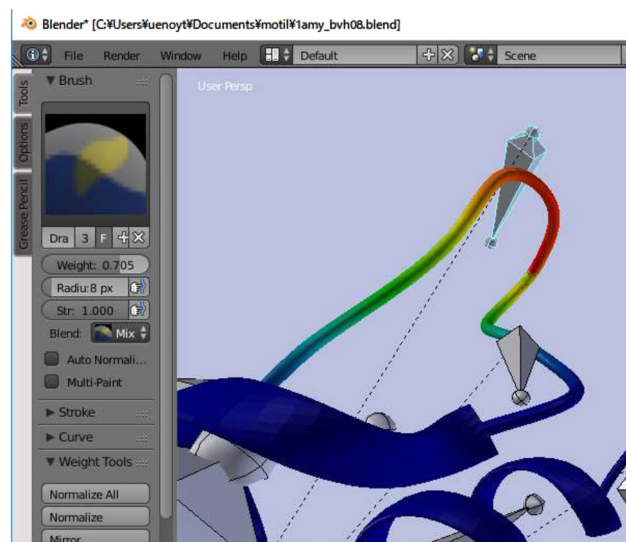 Blender* [C:¥Users¥uenoyt¥Documents¥motil¥1amy_bvh08.blend]
File Render Window Help Default Scene
Tools
Options
Grease Pencil
Brush
User Persp
Dra 3 F
Weight: 0.705
Radiu:8 px
Str: 1.000
Blend: Mix
Auto Normali...
Multi-Paint
Stroke
Curve
Weight Tools
Normalize All
Normalize
Mirror